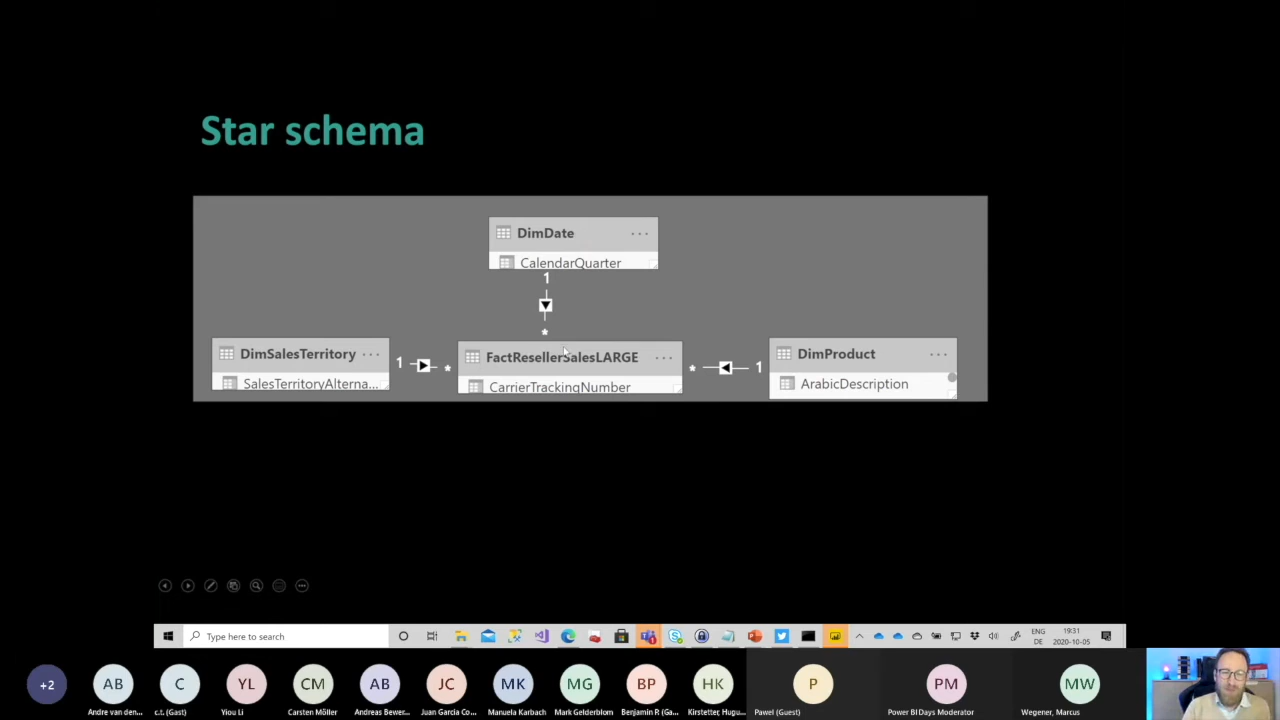 Star schema
DimDate
CalendarQuarter
1
*
DimSalesTerritory
SalesTerritoryAlterna...
1
*
FactResellerSalesLARGE
CarrierTrackingNumber
*
1
DimProduct
ArabicDescription
Type here to search
ENG
DE
19:31
2020-10-05
+2
AB
C
YL
CM
AB
JC
MK
MG
BP
HK
P
PM
MW
Andre van den...
c.t. (Gast)
Yiou Li
Carsten Möller
Andreas Bewer...
Juan Garcia Co...
Manuela Karbach
Mark Gelderblom
Benjamin R (Ga...
Kirstetter, Hugu...
Pawel (Guest)
Power BI Days Moderator
Wegener, Marcus